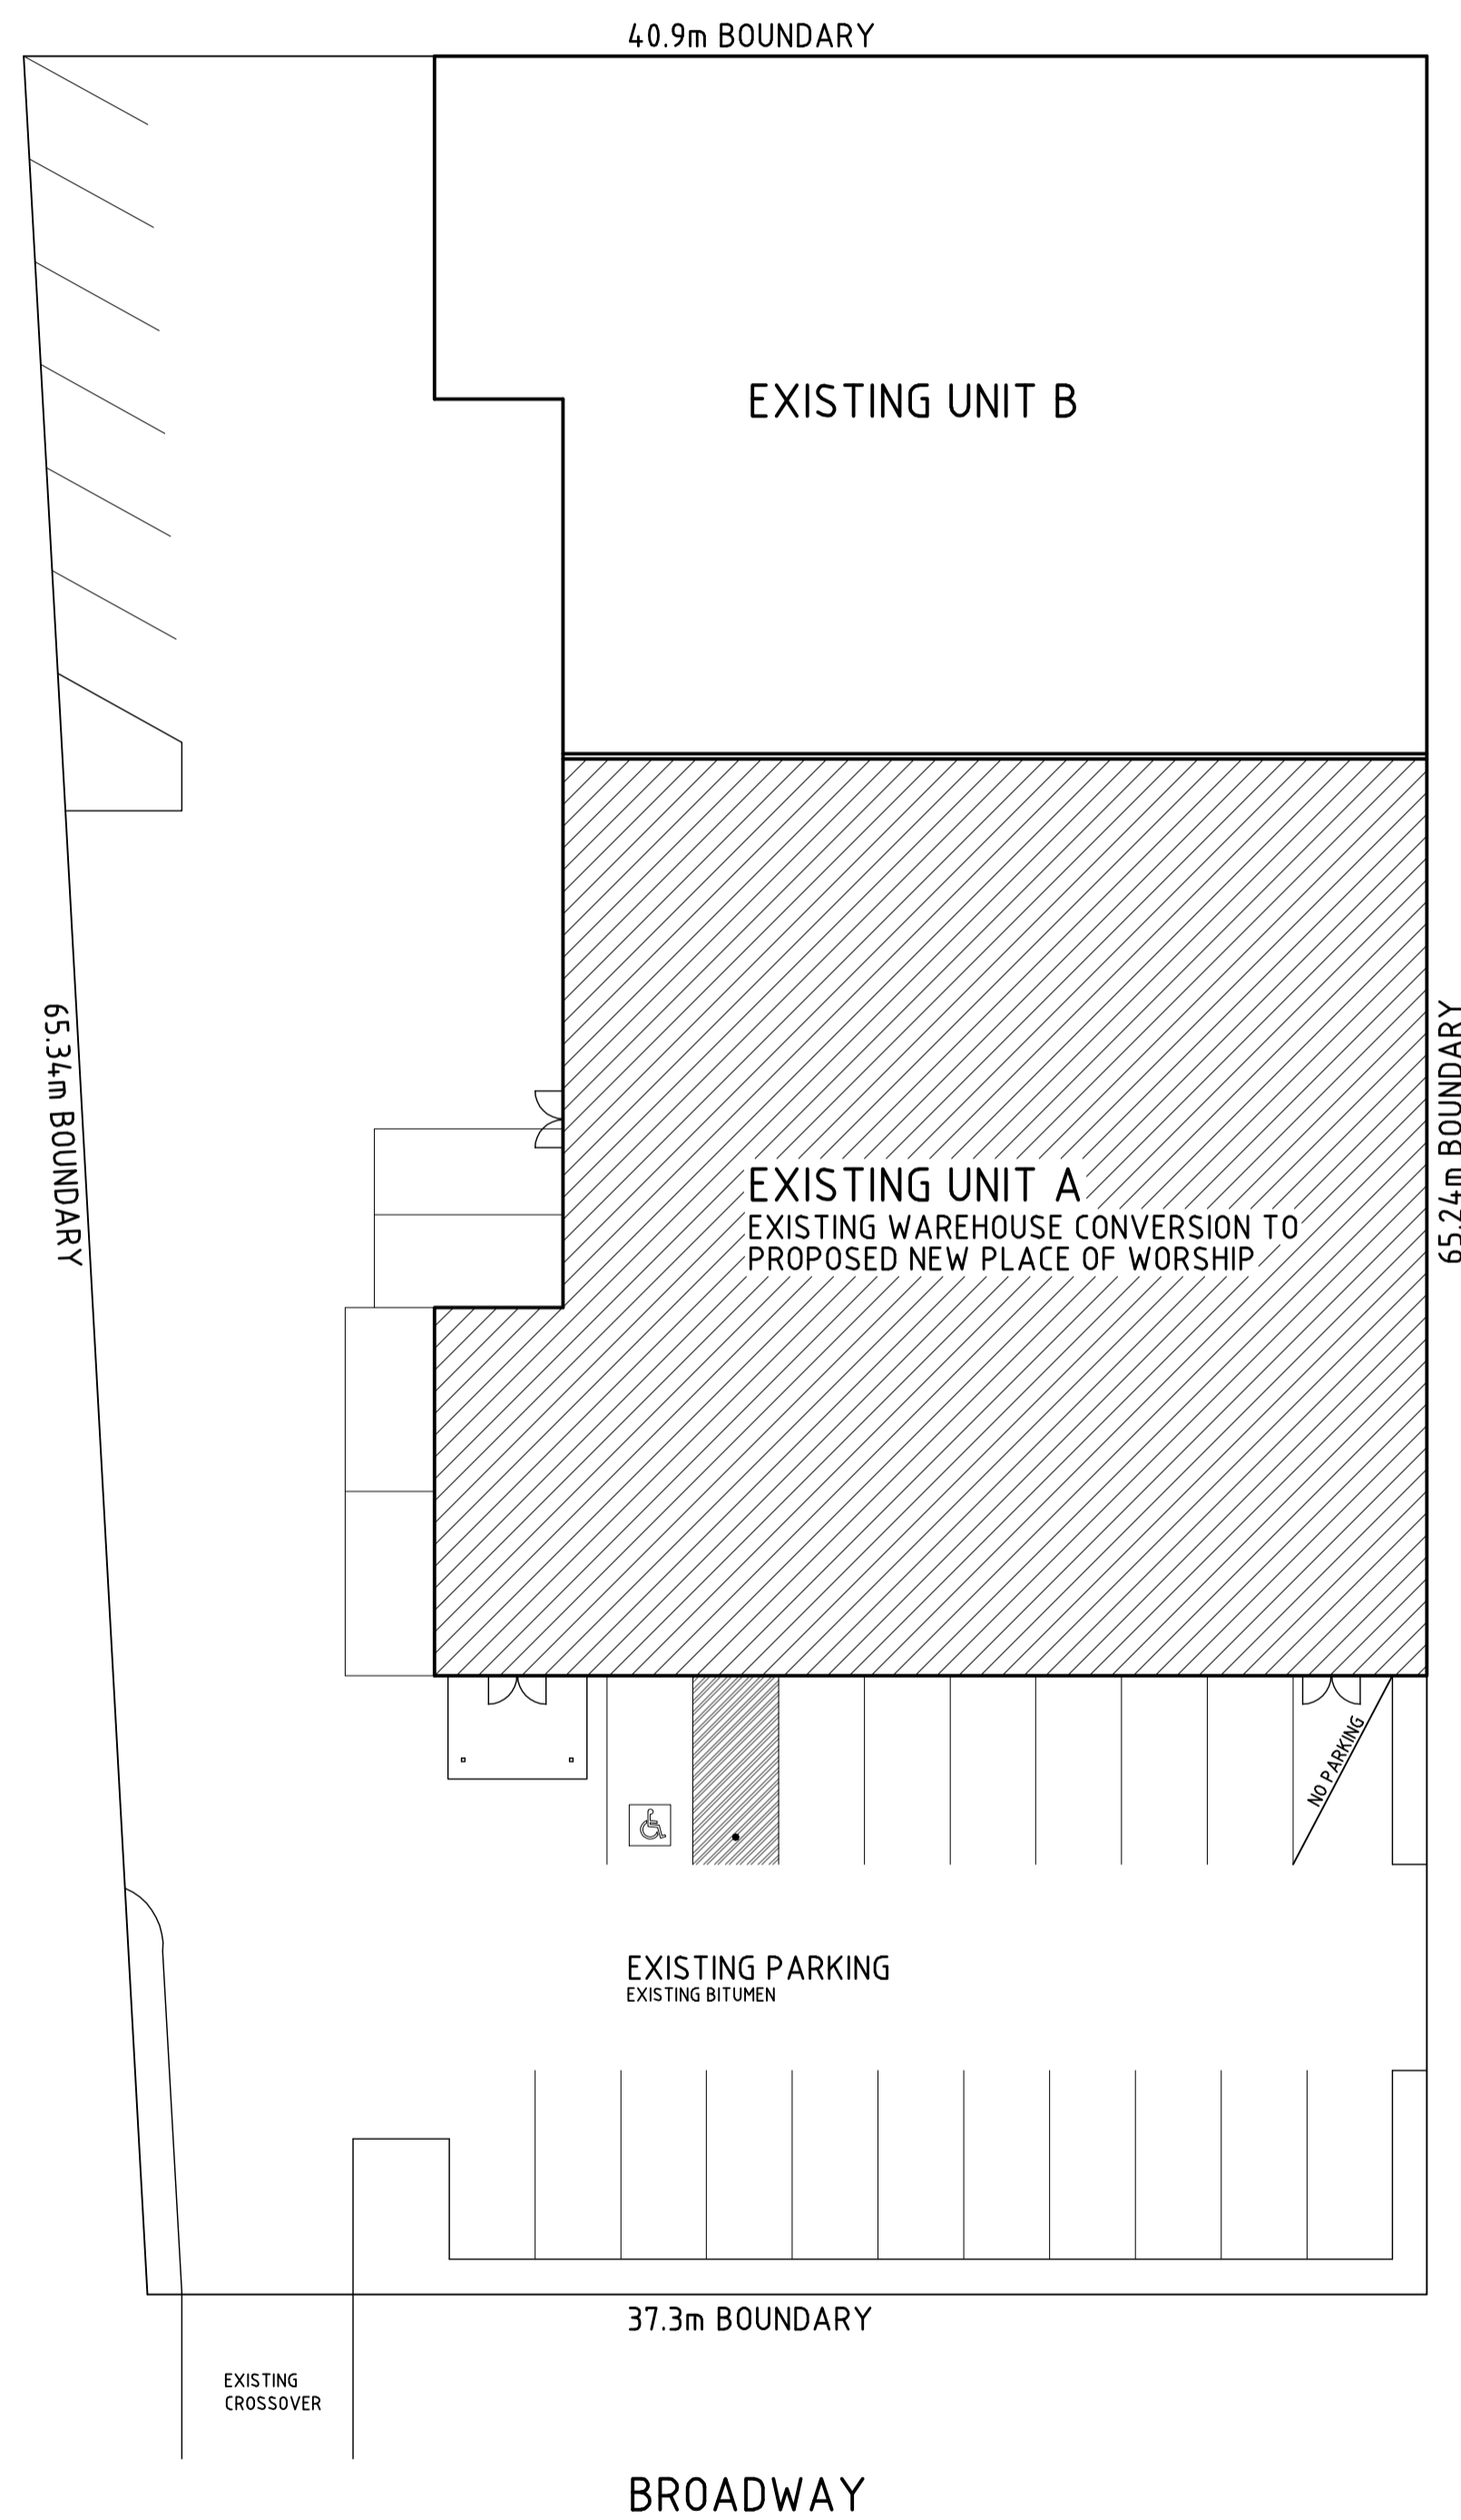 40.9m BOUNDARY
EXISTING UNIT B
65.34m BOUNDARY
65.24m BOUNDARY
EXISTING UNIT A
EXISTING WAREHOUSE CONVERSION TO
PROPOSED NEW PLACE OF WORSHIP
NO PARKING
EXISTING PARKING
EXISTING BITUMEN
37.3m BOUNDARY
EXISTING
CROSSOVER
BROADWAY